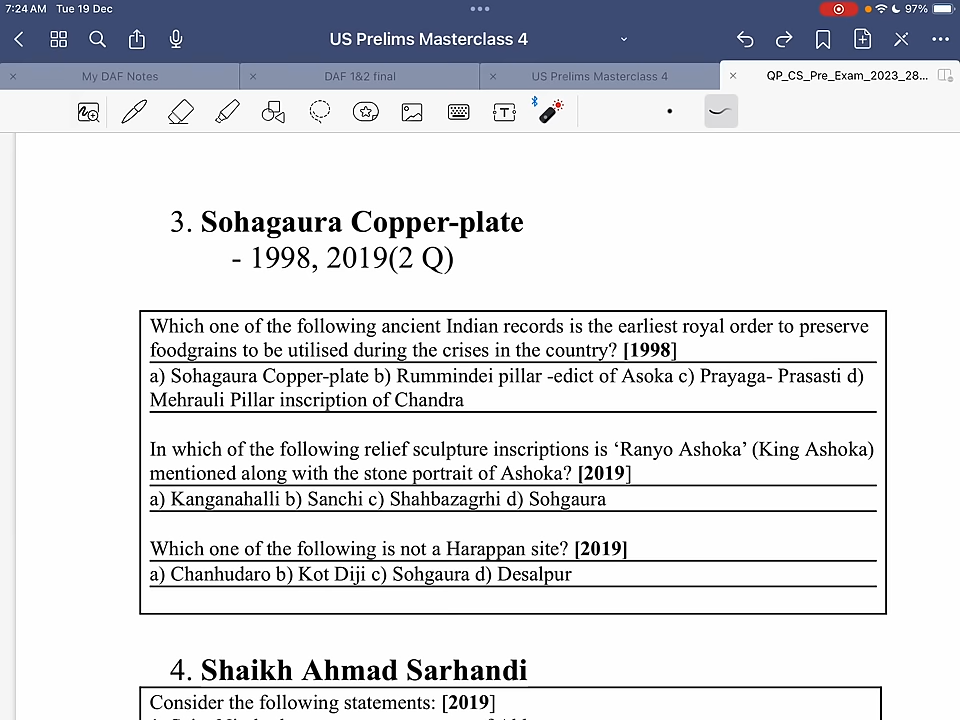 7:24 AM Tue 19 Dec
97%
US Prelims Masterclass 4
My DAF Notes
DAF 1&2 final
US Prelims Masterclass 4
QP_CS_Pre_Exam_2023_28...
3. Sohagaura Copper-plate
- 1998, 2019(2 Q)
Which one of the following ancient Indian records is the earliest royal order to preserve
foodgrains to be utilised during the crises in the country? [1998]
a) Sohagaura Copper-plate b) Rummindei pillar -edict of Asoka c) Prayaga- Prasasti d)
Mehrauli Pillar inscription of Chandra
In which of the following relief sculpture inscriptions is ‘Ranyo Ashoka’ (King Ashoka)
mentioned along with the stone portrait of Ashoka? [2019]
a) Kanganahalli b) Sanchi c) Shahbazagrhi d) Sohgaura
Which one of the following is not a Harappan site? [2019]
a) Chanhudaro b) Kot Diji c) Sohgaura d) Desalpur
4. Shaikh Ahmad Sarhandi
Consider the following statements: [2019]